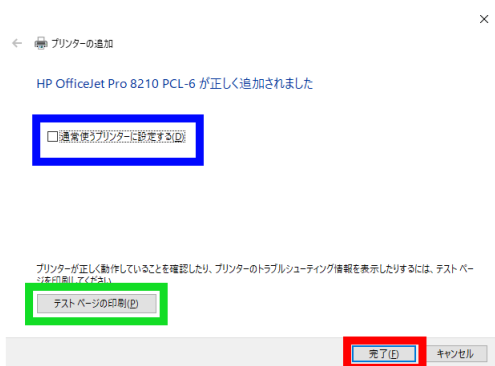 プリンターの追加
HP OfficeJet Pro 8210 PCL-6 が正しく追加されました
通常使うプリンターに設定する(D)
プリンターが正しく動作していることを確認したり、プリンターのトラブルシューティング情報を表示したりするには、テスト ペー
ジを印刷してください
テスト ページの印刷(P)
完了(F)
キャンセル